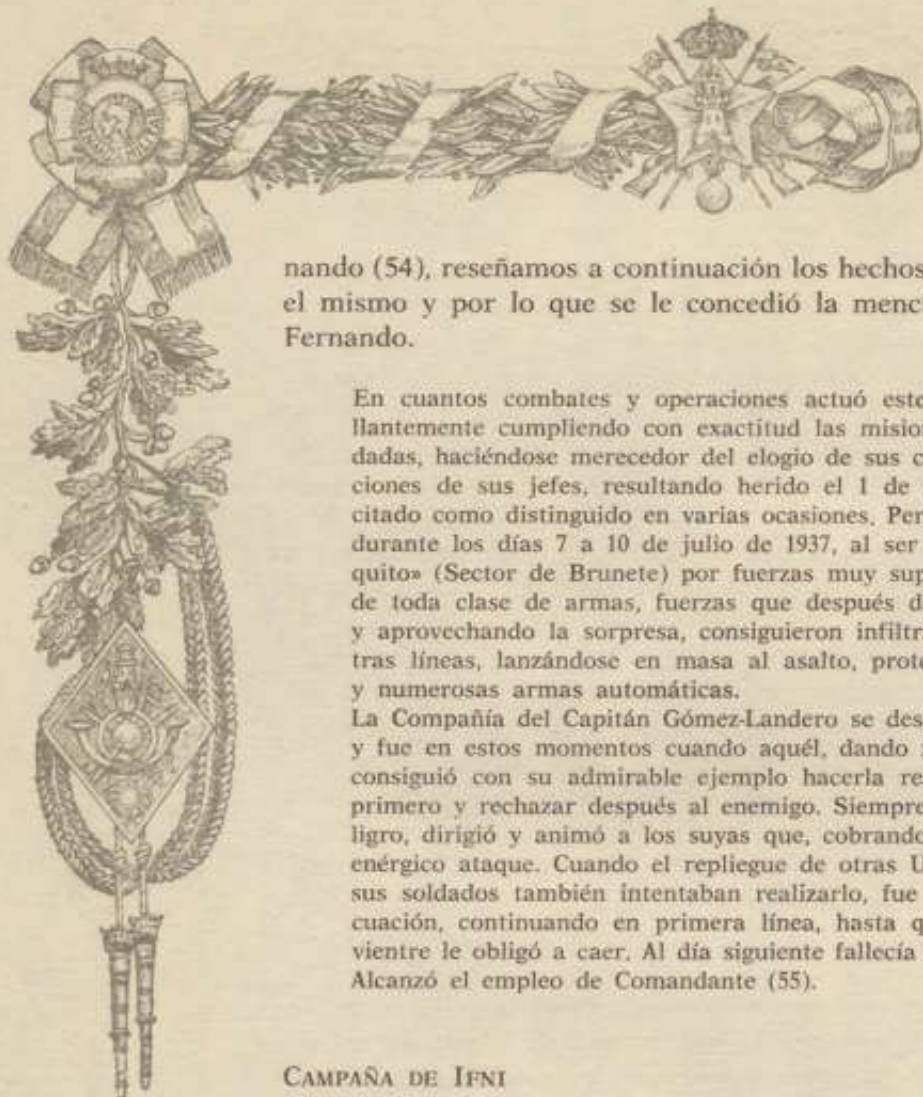 nando (54), reseñamos a continuación los hechos
el mismo y por lo que se le concedió la menc
Fernando.
En cuantos combates y operaciones actuó este
llantemente cumpliendo con exactitud las mision
dadas, haciéndose merecedor del elogio de sus c
ciones de sus jefes, resultando herido el 1 de
citado como distinguido en varias ocasiones. Per
durante los días 7 a 10 de julio de 1937, al ser
quito» (Sector de Brunete) por fuerzas muy sup
de toda clase de armas, fuerzas que después d
y aprovechando la sorpresa, consiguieron infiltr
tras líneas, lanzándose en masa al asalto, prote
y numerosas armas automáticas.
La Compañía del Capitán Gómez-Landero se des
y fue en estos momentos cuando aquél, dando
consiguió con su admirable ejemplo hacerla re
primero y rechazar después al enemigo. Siempre
ligro, dirigió y animó a los suyas que, cobrando
enérgico ataque. Cuando el repliegue de otras U
sus soldados también intentaban realizarlo, fue
cuación, continuando en primera línea, hasta q
vientre le obligó a caer. Al día siguiente fallecía
Alcanzó el empleo de Comandante (55).
CAMPAÑA DE IFNI